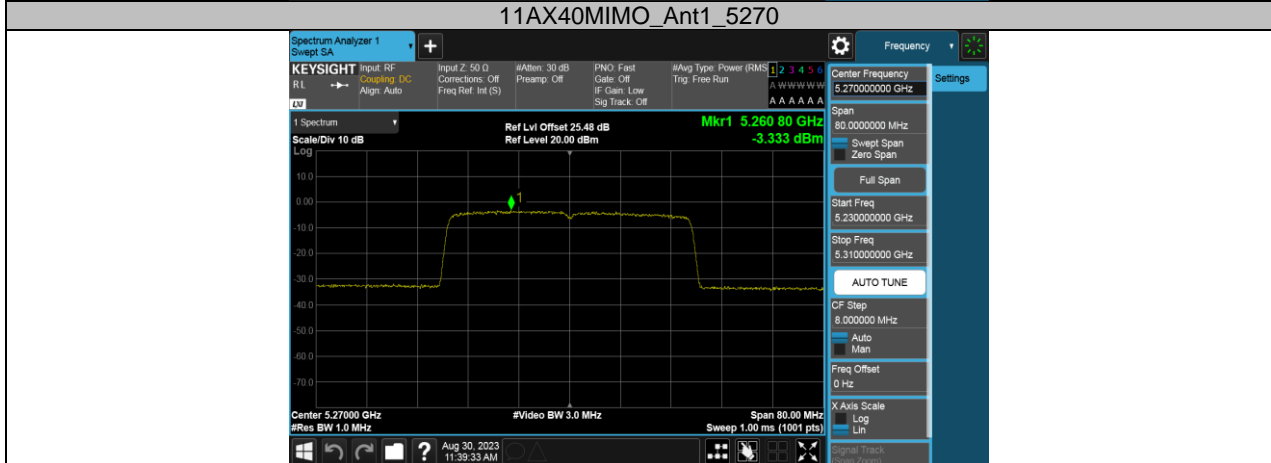 11AX40MIMO_Ant1_5270
Spectrum Analyzer 1
Swept SA
+
Frequency
KEYSIGHT
RL
LXI
Input: RF
Coupling: DC
Align: Auto
Input Z: 50 Ω
Corrections: Off
Freq Ref: Int (S)
#Atten: 30 dB
Preamp: Off
PNO: Fast
Gate: Off
IF Gain: Low
Sig Track: Off
#Avg Type: Power (RMS
Trig: Free Run
1 2 3 4 5 6
A W W W W W
A A A A A A
1 Spectrum
Scale/Div 10 dB
Log
Ref Lvl Offset 25.48 dB
Ref Level 20.00 dBm
Mkr1 5.260 80 GHz
-3.333 dBm
10.0
0.00
-10.0
-20.0
-30.0
-40.0
-50.0
-60.0
-70.0
1
Center 5.27000 GHz
#Res BW 1.0 MHz
#Video BW 3.0 MHz
Span 80.00 MHz
Sweep 1.00 ms (1001 pts)
Center Frequency
5.270000000 GHz
Settings
Span
80.0000000 MHz
Swept Span
Zero Span
Full Span
Start Freq
5.230000000 GHz
Stop Freq
5.310000000 GHz
AUTO TUNE
CF Step
8.000000 MHz
Auto
Man
Freq Offset
0 Hz
X Axis Scale
Log
Lin
Signal Track
(Span Zoom)
?
Aug 30, 2023
11:39:33 AM